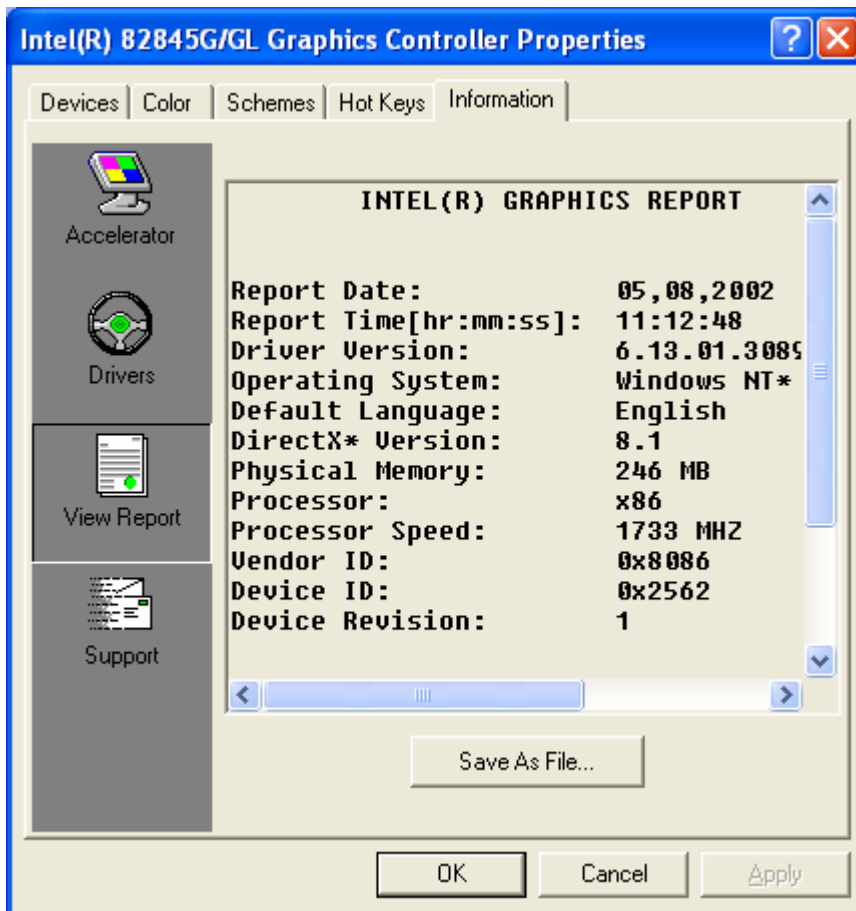 Intel(R) 82845G/GL Graphics Controller Properties
Devices Color Schemes Hot Keys Information
Accelerator
Drivers
View Report
Support
INTEL(R) GRAPHICS REPORT
Report Date: 05,08,2002
Report Time[hr:mm:ss]: 11:12:48
Driver Version: 6.13.01.308
Operating System: Windows NT*
Default Language: English
DirectX* Version: 8.1
Physical Memory: 246 MB
Processor: x86
Processor Speed: 1733 MHZ
Vendor ID: 0x8086
Device ID: 0x2562
Device Revision: 1
Save As File...
OK Cancel Apply